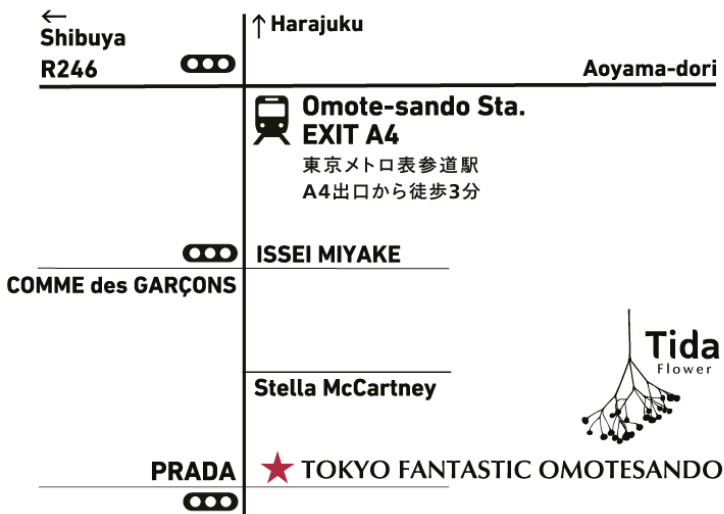 ←
Shibuya
↑ Harajuku
R246
Aoyama-dori
Omote-sando Sta.
EXIT A4
東京メトロ表参道駅
A4出口から徒歩3分
ISSEI MIYAKE
COMME des GARÇONS
Tida
Flower
Stella McCartney
PRADA
★ TOKYO FANTASTIC OMOTESANDO